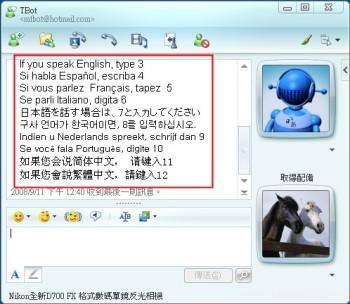 TBot
<mtbot@hotmail.com>
If you speak English, type 3
Si habla Español, escriba 4
Si vous parlez Français, tapez 5
Se parli Italiano, digita 6
日本語を話す場合は、7と入力してください
구사 언어가 한국어이면, 8을 입력하십시오.
Indien u Nederlands spreekt, schrijf dan 9
Se você fala Português, digite 10
如果您会说简体中文， 请键入11
如果您會說繁體中文，請鍵入12
2008/9/11 下午 12:40 收到最後一則訊息。
取得配備
A
傳送(S)
Nikon全新D700 FX 格式數碼單鏡反光相機